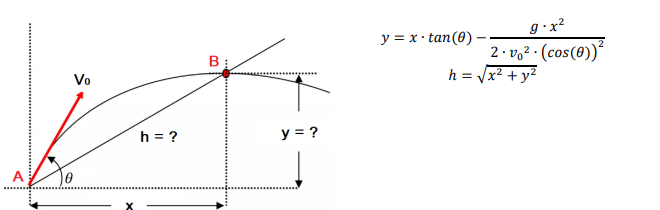 B
V₀
h = ?
y = ?
A
θ
x
y = x · tan(θ) − g · x² / 2 · v₀² · (cos(θ))²
h = √x² + y²